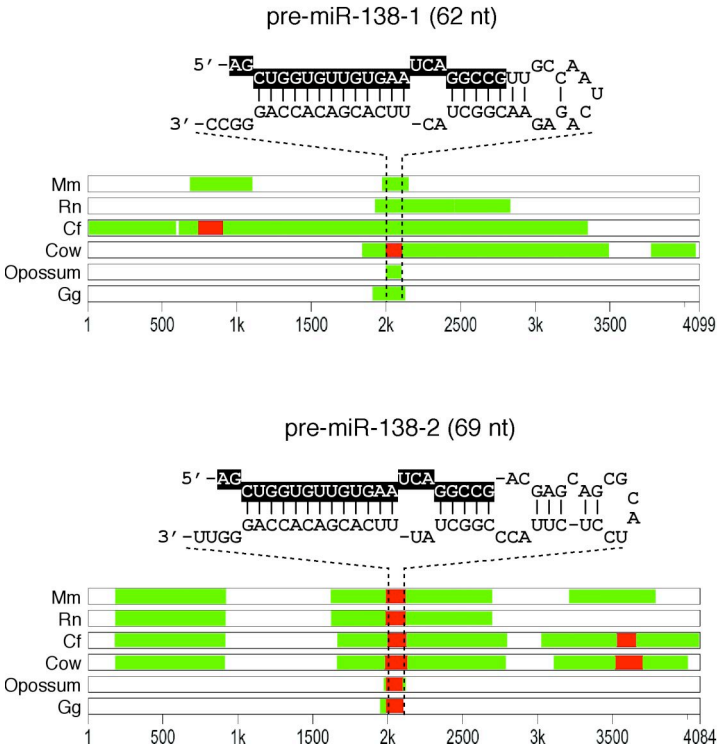 pre-miR-138-1 (62 nt)
5′-AG UCA GC A
CUGGUGUUGUGAA GGCCGUU C A
U
GACCACAGCACUU UCGGCAA G C
3′-CCGG -CA GA A
Mm
Rn
Cf
Cow
Opossum
Gg
1 500 1k 1500 2k 2500 3k 3500 4099
pre-miR-138-2 (69 nt)
5′-AG UCA -AC C CG
CUGGUGUUGUGAA GGCCG GAG AG C
A
GACCACAGCACUU UCGGC CUU-CUC U
3′-UUGG -UA CCA
Mm
Rn
Cf
Cow
Opossum
Gg
1 500 1k 1500 2k 2500 3k 3500 4084